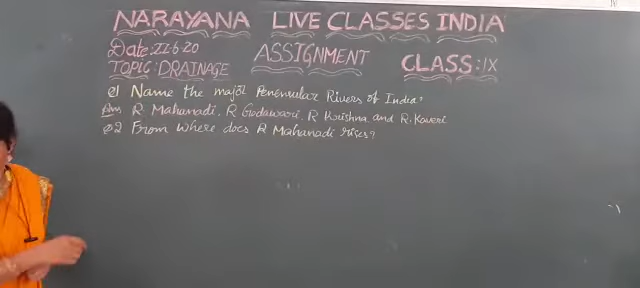 NARAYANA LIVE CLASSES INDIA
Date: 22.6.20 ASSIGNMENT CLASS: IX
TOPIC: DRAINAGE
Q1 Name the major Penensular Rivers of India?
Ans. R Mahanadi, R Godawari, R Krishna and R. Kaveri
Q2 From where does R Mahanadi rises?